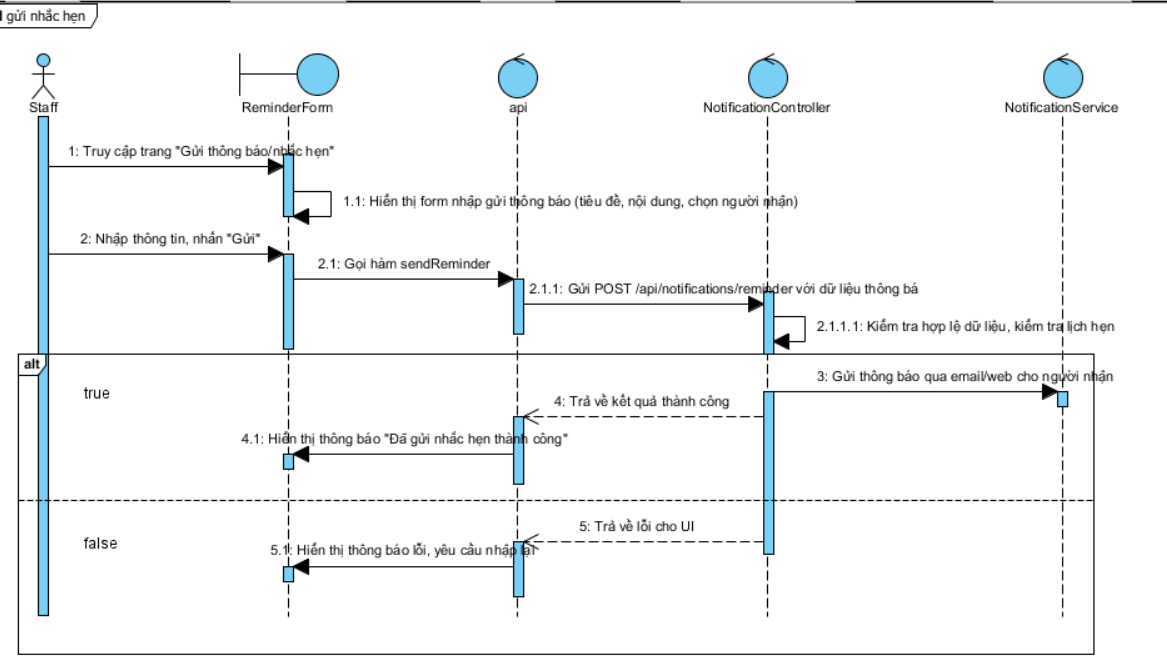 gửi nhắc hẹn
Staff
ReminderForm
api
NotificationController
NotificationService
1: Truy cập trang "Gửi thông báo/nhắc hẹn"
1.1: Hiển thị form nhập gửi thông báo (tiêu đề, nội dung, chọn người nhận)
2: Nhập thông tin, nhấn "Gửi"
2.1: Gọi hàm sendReminder
2.1.1: Gửi POST /api/notifications/reminder với dữ liệu thông bá
2.1.1.1: Kiểm tra hợp lệ dữ liệu, kiểm tra lịch hẹn
alt
true
3: Gửi thông báo qua email/web cho người nhận
4: Trả về kết quả thành công
4.1: Hiển thị thông báo "Đã gửi nhắc hẹn thành công"
false
5: Trả về lỗi cho UI
5.1: Hiển thị thông báo lỗi, yêu cầu nhập lại